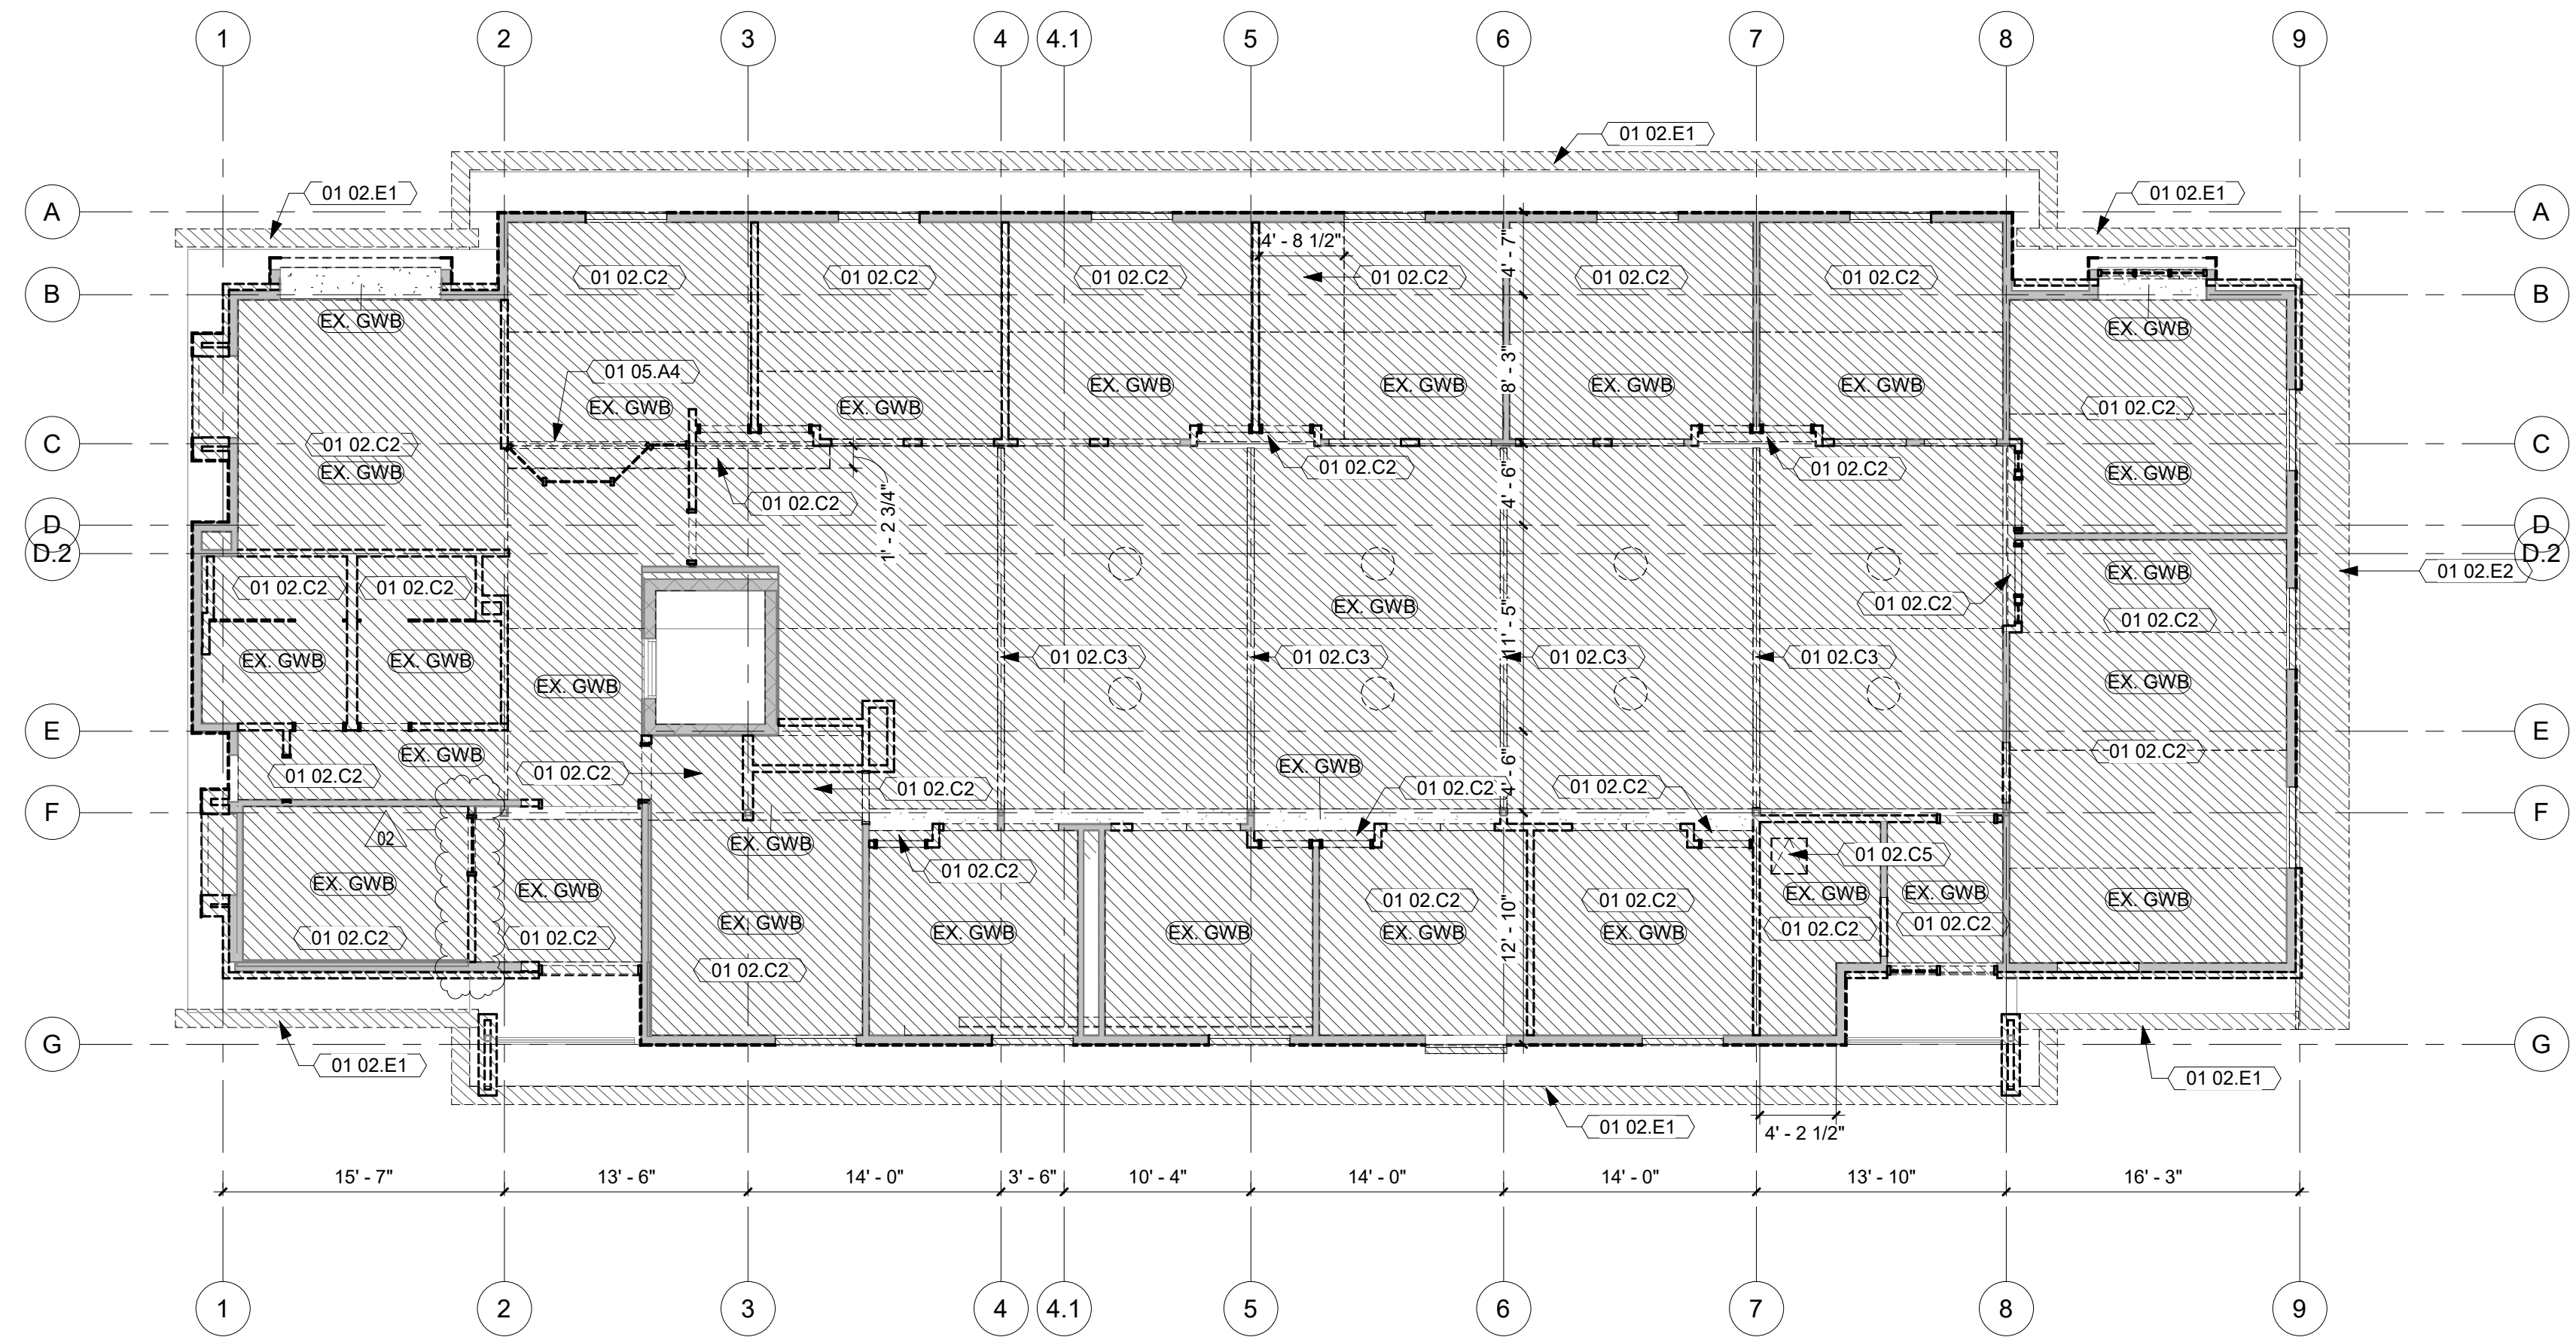 1 2 3 4 4.1 5 6 7 8 9
01 02.E1
01 02.E1 01 02.E1
A A
4' - 8 1/2" 4' - 7"
01 02.C2 01 02.C2 01 02.C2 01 02.C2 01 02.C2 01 02.C2
B B
EX. GWB EX. GWB
8' - 3"
01 05.A4
EX. GWB EX. GWB EX. GWB EX. GWB
EX. GWB EX. GWB 01 02.C2
C 01 02.C2 C
EX. GWB 01 02.C2 01 02.C2 EX. GWB
01 02.C2 4' - 6"
1' - 2 3/4"
D D
D.2 D.2
EX. GWB 01 02.E2
01 02.C2 01 02.C2
EX. GWB 01 02.C2 01 02.C2
11' - 5"
EX. GWB EX. GWB 01 02.C3 01 02.C3 01 02.C3 01 02.C3
EX. GWB EX. GWB
E E
EX. GWB 01 02.C2
01 02.C2 01 02.C2 EX. GWB
01 02.C2 01 02.C2 01 02.C2
4' - 6"
F F
02 EX. GWB
01 02.C5
01 02.C2
EX. GWB EX. GWB EX. GWB EX. GWB
01 02.C2 01 02.C2 EX. GWB
EX. GWB 01 02.C2 01 02.C2
EX. GWB EX. GWB EX. GWB EX. GWB
12' - 10"
01 02.C2 01 02.C2
01 02.C2
G G
01 02.E1 01 02.E1
01 02.E1
4' - 2 1/2"
15' - 7" 13' - 6" 14' - 0" 3' - 6" 10' - 4" 14' - 0" 14' - 0" 13' - 10" 16' - 3"
1 2 3 4 4.1 5 6 7 8 9